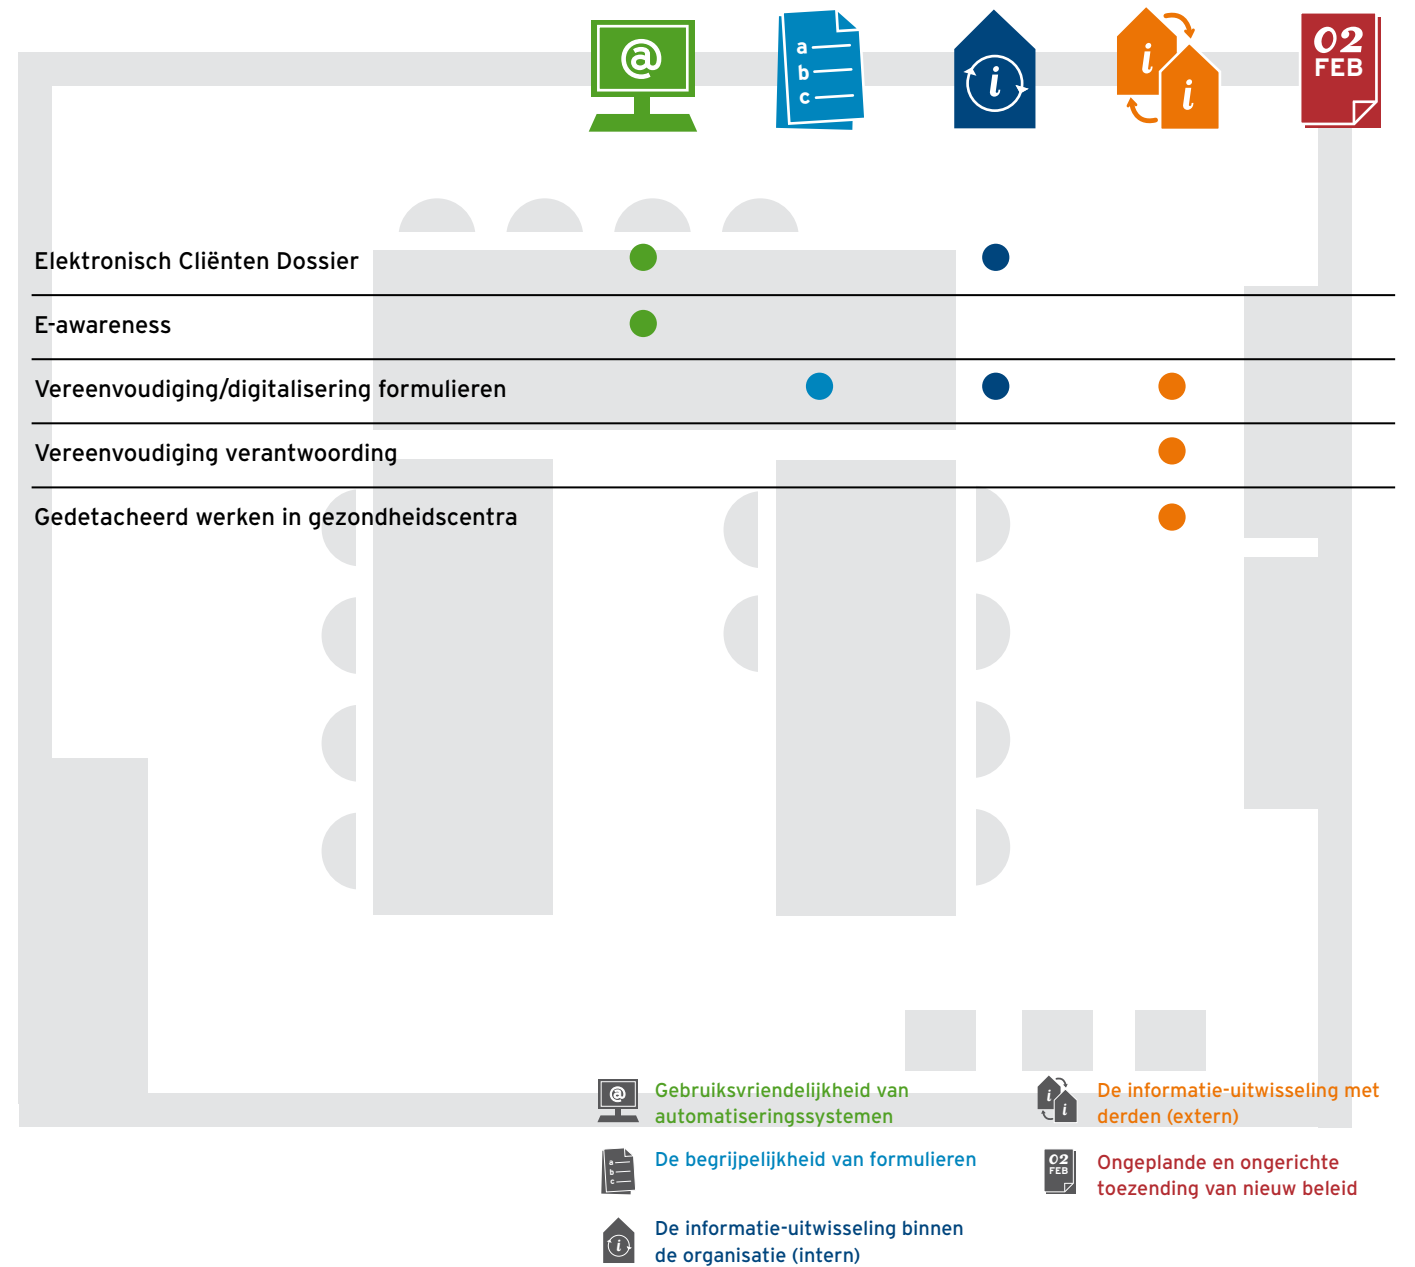 @
a
b
c
i
i
i
02
FEB
Elektronisch Cliënten Dossier
E-awareness
Vereenvoudiging/digitalisering formulieren
Vereenvoudiging verantwoording
Gedetacheerd werken in gezondheidscentra
@
Gebruiksvriendelijkheid van
automatiseringssystemen
a
b
c
De begrijpelijkheid van formulieren
i
De informatie-uitwisseling binnen
de organisatie (intern)
i
i
De informatie-uitwisseling met
derden (extern)
02
FEB
Ongeplande en ongerichte
toezending van nieuw beleid